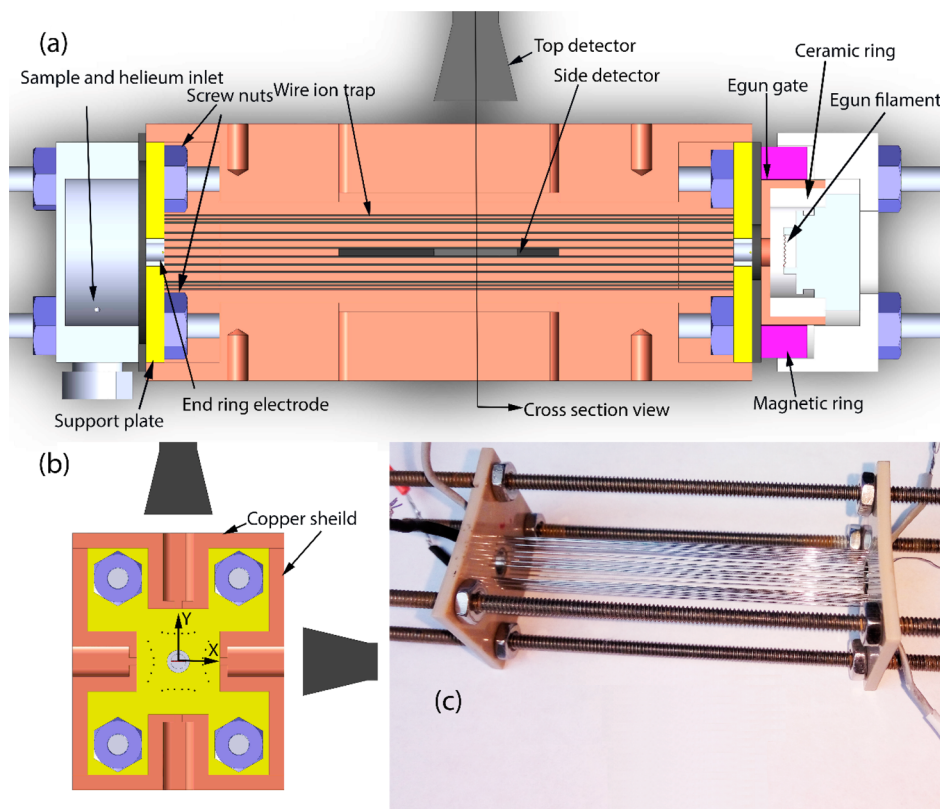 (a)
Top detector
Ceramic ring
Sample and helieum inlet
Side detector
Screw nuts
Wire ion trap
Egun gate
Egun filament
End ring electrode
Support plate
Cross section view
Magnetic ring
(b)
Copper sheild
Y
X
(c)